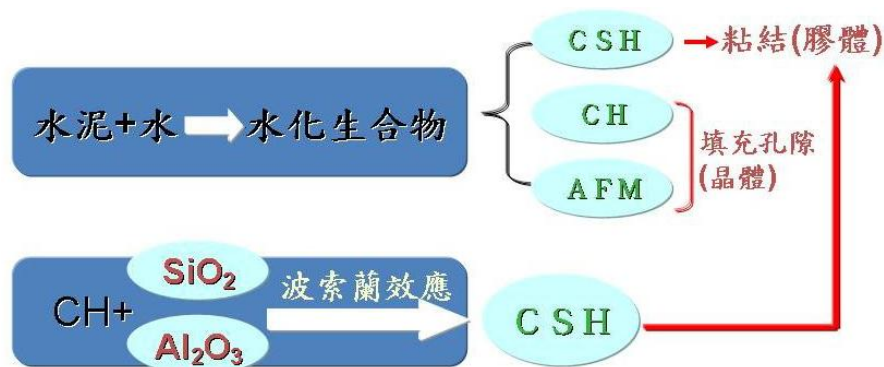 CSH
粘結(膠體)
水泥+水
水化生合物
CH
填充孔隙
(晶體)
AFM
CH+
SiO₂
Al₂O₃
波索蘭效應
CSH